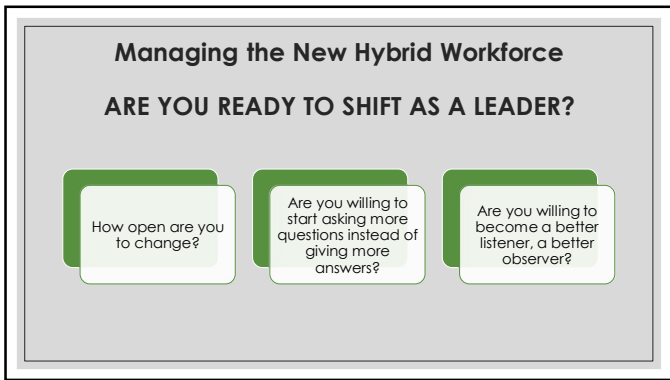 Managing the New Hybrid Workforce
ARE YOU READY TO SHIFT AS A LEADER?
How open are you
to change?
Are you willing to
start asking more
questions instead of
giving more
answers?
Are you willing to
become a better
listener, a better
observer?